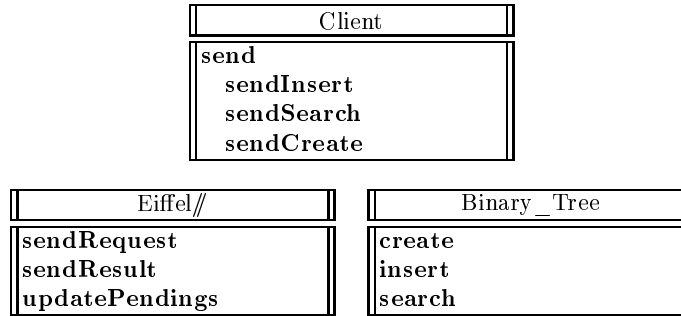 Client
send
sendInsert
sendSearch
sendCreate
Eiffel//
sendRequest
sendResult
updatePendings
Binary_Tree
create
insert
search